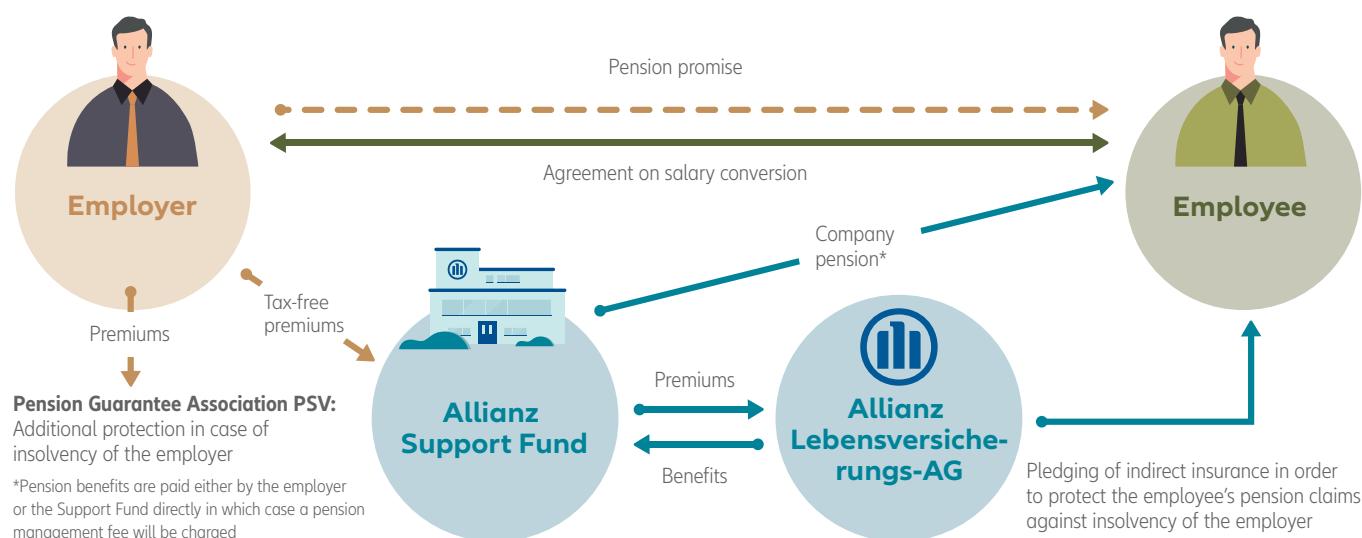 Pension promise
Agreement on salary conversion
Employer
Employee
Company
pension*
Tax-free
premiums
Premiums
Pension Guarantee Association PSV:
Additional protection in case of
insolvency of the employer
*Pension benefits are paid either by the employer
or the Support Fund directly in which case a pension
management fee will be charged
Allianz
Support Fund
Premiums
Benefits
Allianz
Lebensversiche-
rungs-AG
Pledging of indirect insurance in order
to protect the employee's pension claims
against insolvency of the employer